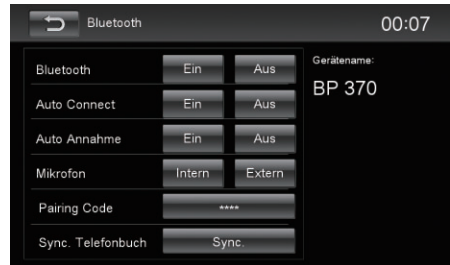 Bluetooth 00:07
Bluetooth Ein Aus
Auto Connect Ein Aus
Auto Annahme Ein Aus
Mikrofon Intern Extern
Pairing Code ****
Sync. Telefonbuch Sync.
Gerätename:
BP 370